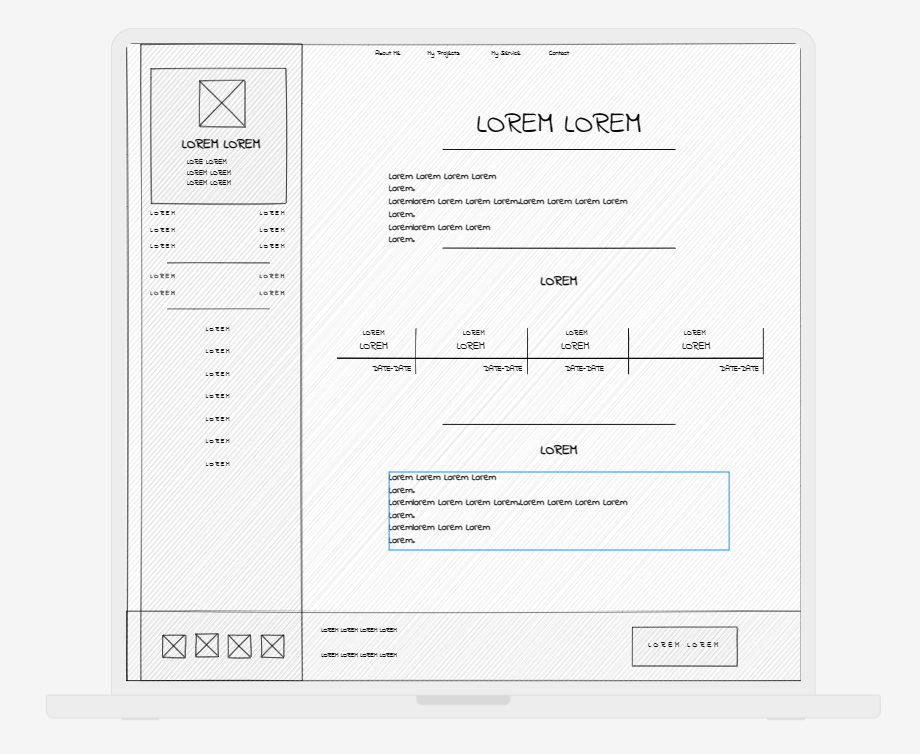 About Me My Projects My Service Contact
LOREM LOREM
LORE LOREM
LOREM LOREM
LOREM LOREM
LOREM LOREM
LOREM LOREM
LOREM LOREM
LOREM LOREM
LOREM LOREM
LOREM
LOREM
LOREM
LOREM
LOREM
LOREM
LOREM
LOREM LOREM
Lorem Lorem Lorem Lorem
Lorem.
Loremlorem Lorem Lorem Lorem.Lorem Lorem Lorem Lorem
Lorem.
Loremlorem Lorem Lorem
Lorem.
LOREM
LOREM LOREM LOREM LOREM
LOREM LOREM LOREM LOREM
DATE-DATE DATE-DATE DATE-DATE DATE-DATE
LOREM
Lorem Lorem Lorem Lorem
Lorem.
Loremlorem Lorem Lorem Lorem.Lorem Lorem Lorem Lorem
Lorem.
Loremlorem Lorem Lorem
Lorem.
LOREM LOREM LOREM LOREM
LOREM LOREM LOREM LOREM
LOREM LOREM